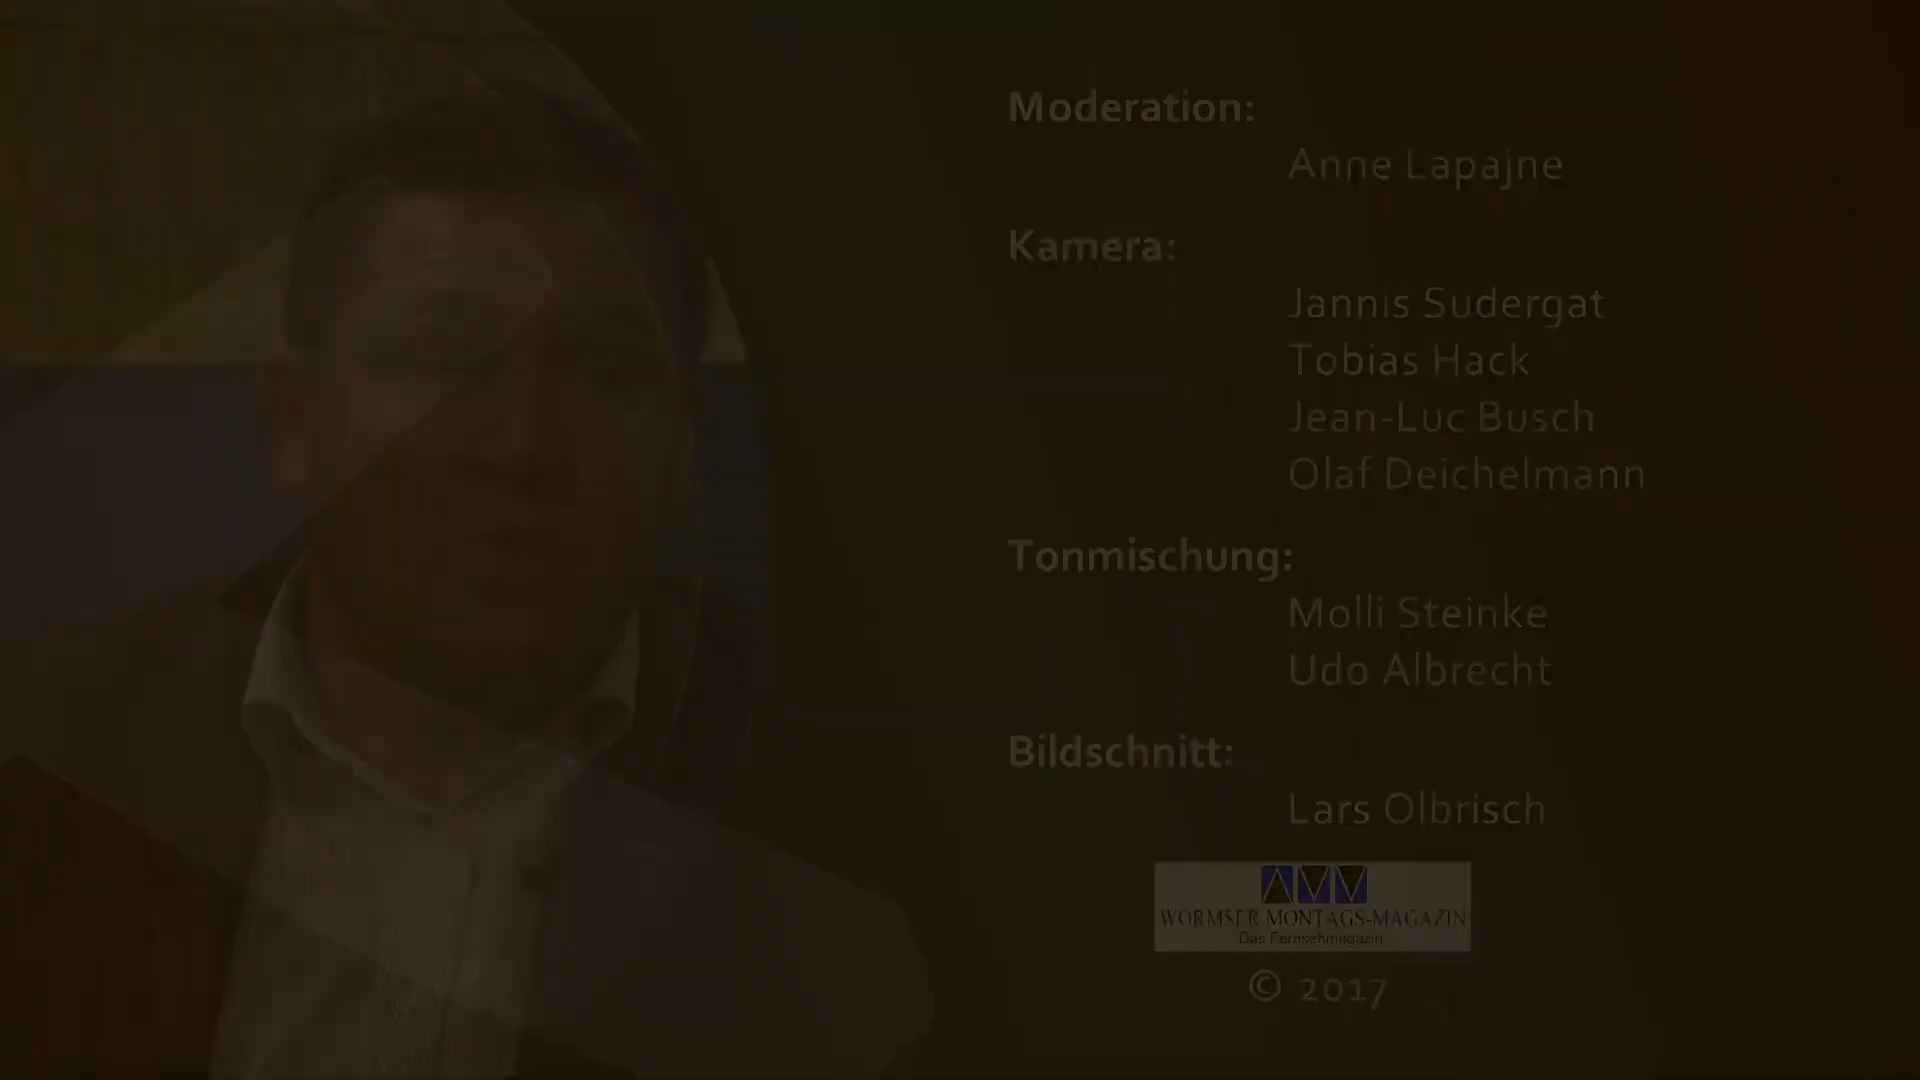 Moderation:
Anne Lapajne
Kamera:
Jannis Sudergat
Tobias Hack
Jean-Luc Busch
Olaf Deichelmann
Tonmischung:
Molli Steinke
Udo Albrecht
Bildschnitt:
Lars Olbrisch
WORMSER MONTAGS-MAGAZIN
Das Fernsehmagazin
© 2017